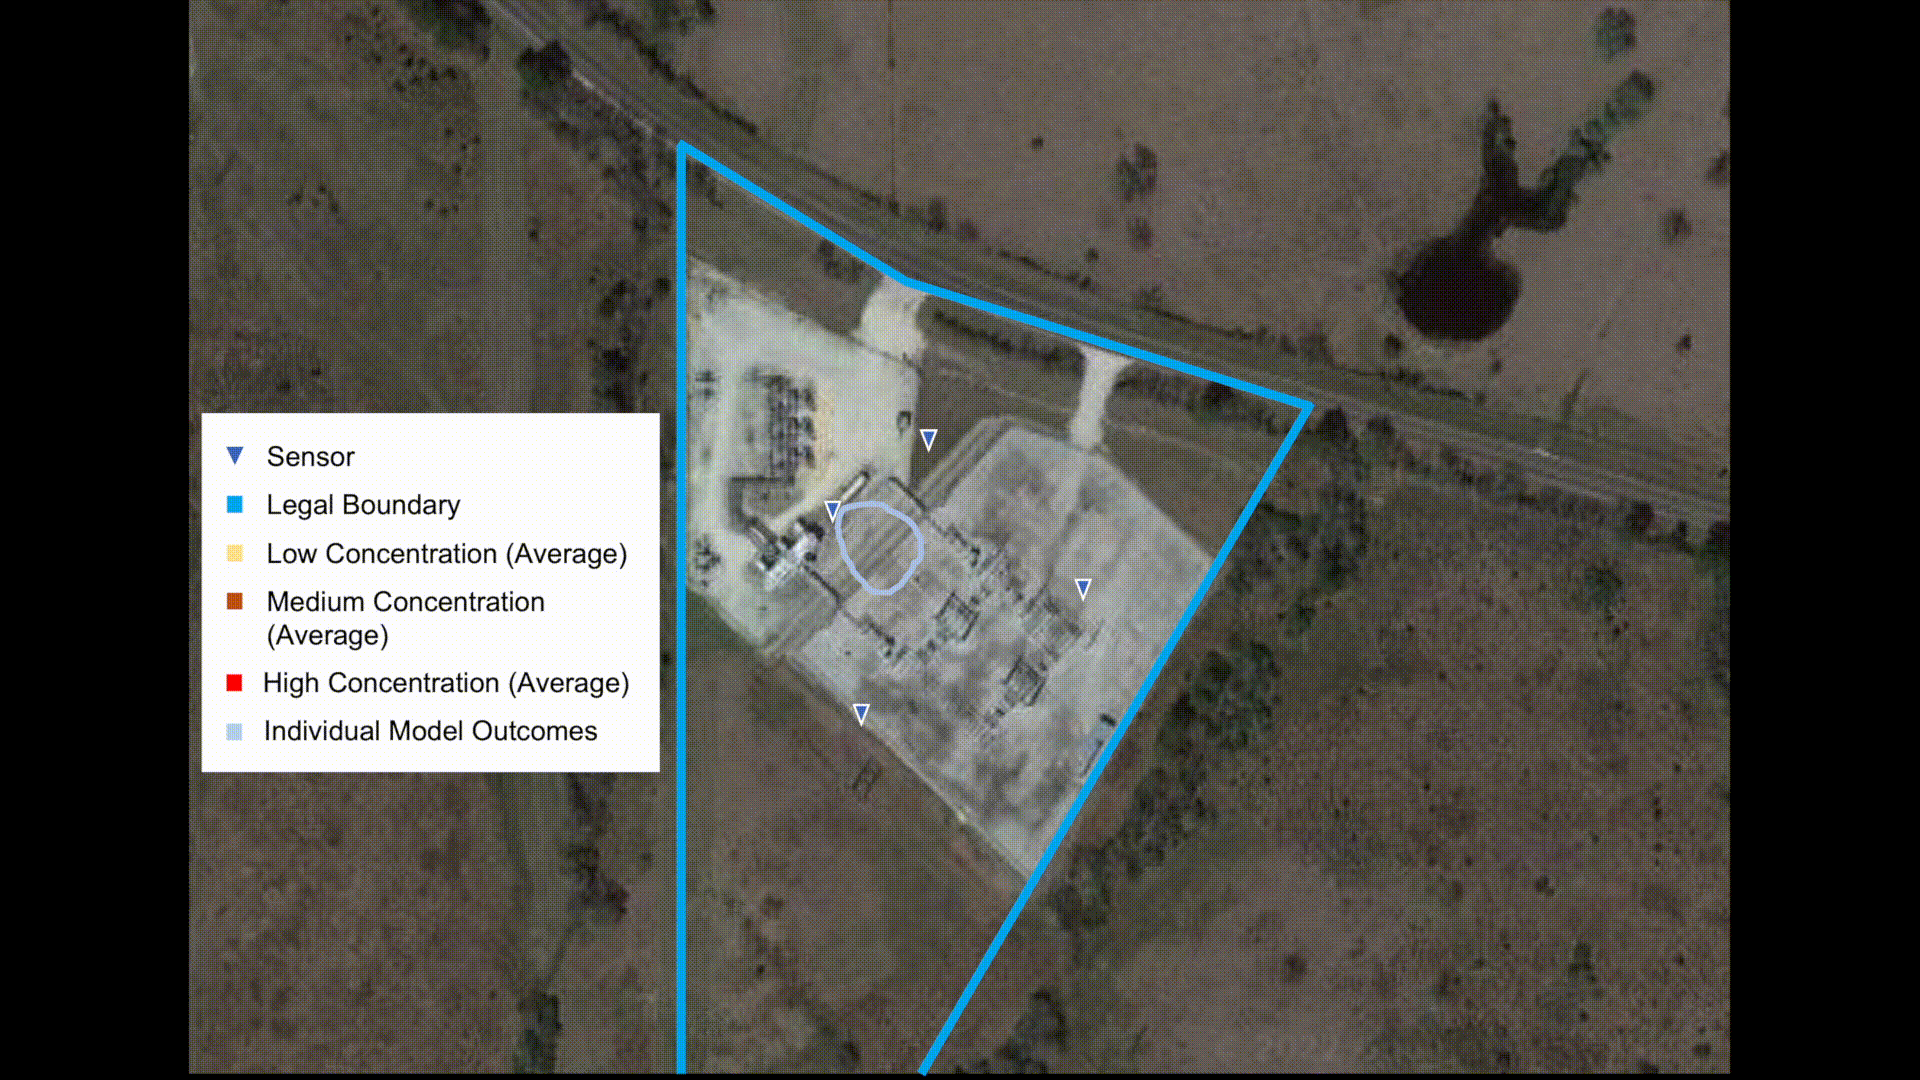 Sensor
Legal Boundary
Low Concentration (Average)
Medium Concentration
(Average)
High Concentration (Average)
Individual Model Outcomes